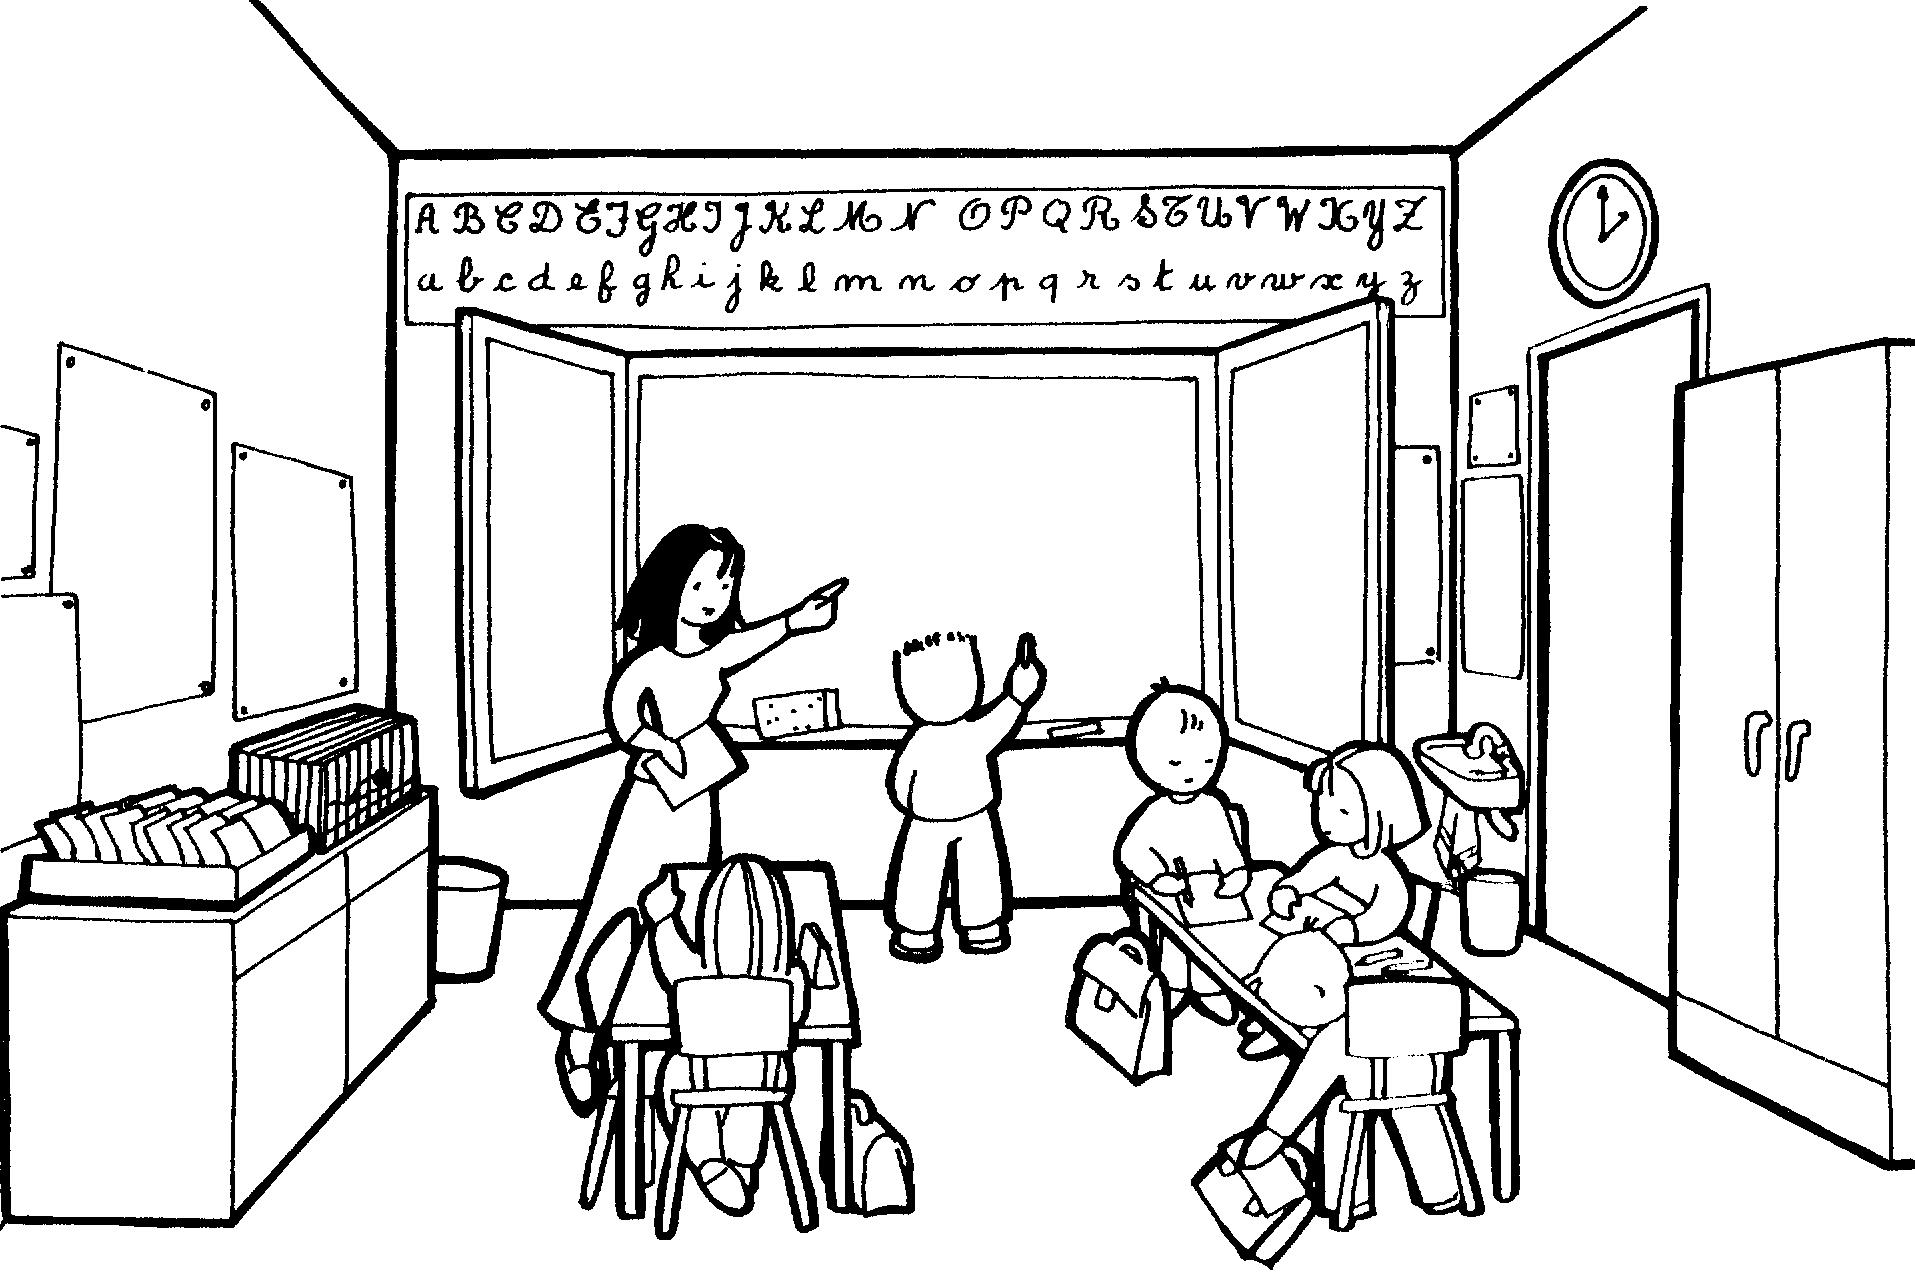 A B C D E F G H I J K L M N O P Q R S T U V W X Y Z
a b c d e f g h i j k l m n o p q r s t u v w x y z